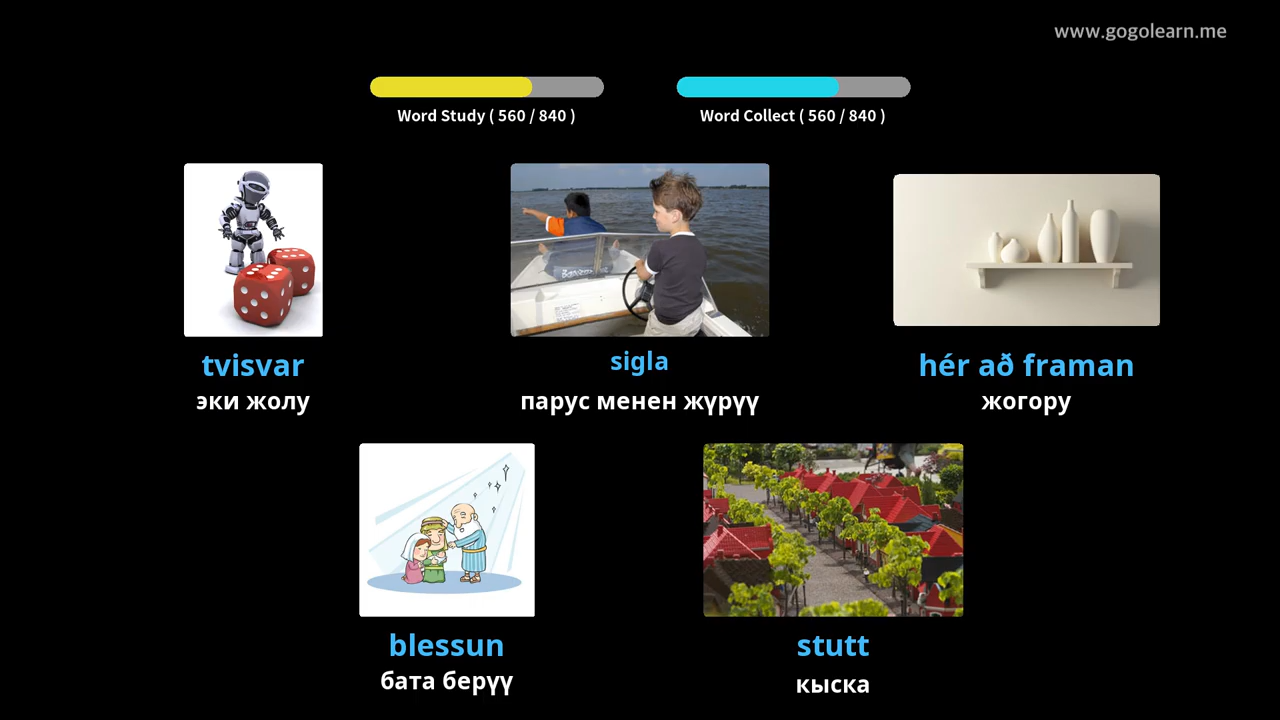 www.gogolearn.me
Word Study ( 560 / 840 )
Word Collect ( 560 / 840 )
tvisvar
эки жолу
sigla
парус менен жүрүү
hér að framan
жогору
blessun
бата берүү
stutt
кыска